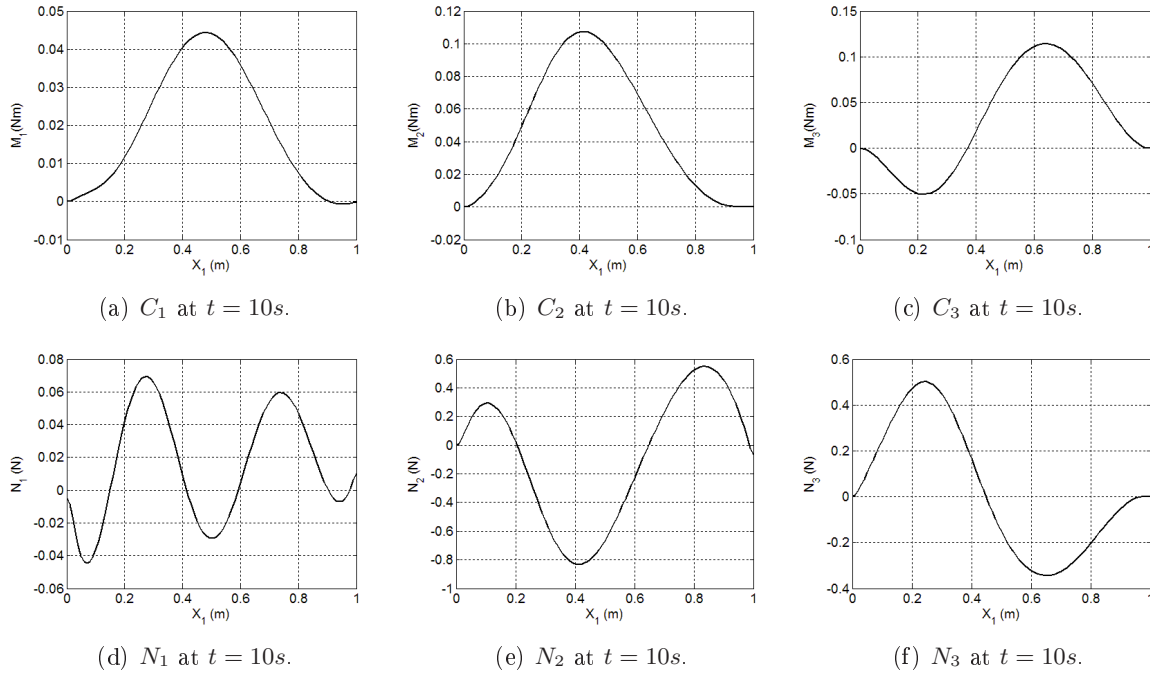 0.05
0.04
0.03
0.02
0.01
0
-0.01
M₁(Nm)
0 0.2 0.4 0.6 0.8 1
X₁ (m)
(a) C₁ at t = 10s.
0.12
0.1
0.08
0.06
0.04
0.02
0
-0.02
M₂(Nm)
0 0.2 0.4 0.6 0.8 1
X₁ (m)
(b) C₂ at t = 10s.
0.15
0.1
0.05
0
-0.05
-0.1
M₃(Nm)
0 0.2 0.4 0.6 0.8 1
X₁ (m)
(c) C₃ at t = 10s.
0.08
0.06
0.04
0.02
0
-0.02
-0.04
-0.06
N₁ (N)
0 0.2 0.4 0.6 0.8 1
X₁ (m)
(d) N₁ at t = 10s.
0.6
0.4
0.2
0
-0.2
-0.4
-0.6
-0.8
-1
N₂ (N)
0 0.2 0.4 0.6 0.8 1
X₁ (m)
(e) N₂ at t = 10s.
0.6
0.4
0.2
0
-0.2
-0.4
N₃ (N)
0 0.2 0.4 0.6 0.8 1
X₁ (m)
(f) N₃ at t = 10s.